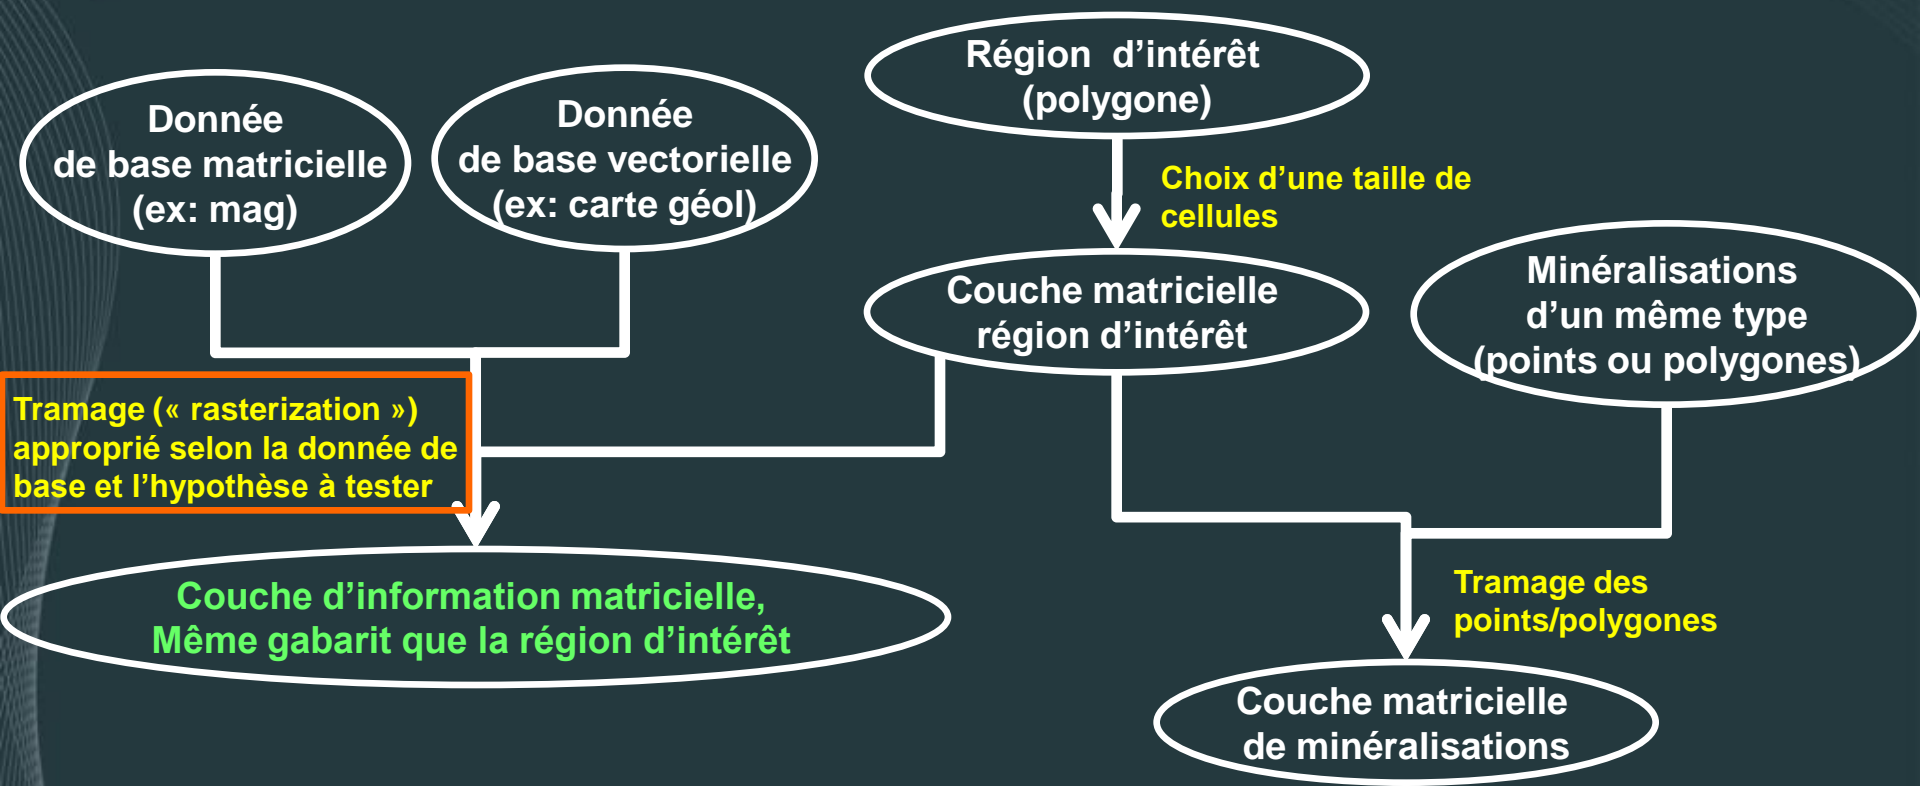 Région d’intérêt
(polygone)
Donnée
de base matricielle
(ex: mag)
Donnée
de base vectorielle
(ex: carte géol)
Choix d’une taille de
cellules
Couche matricielle
région d’intérêt
Minéralisations
d’un même type
(points ou polygones)
Tramage (« rasterization »)
approprié selon la donnée de
base et l’hypothèse à tester
Couche d’information matricielle,
Même gabarit que la région d’intérêt
Tramage des
points/polygones
Couche matricielle
de minéralisations